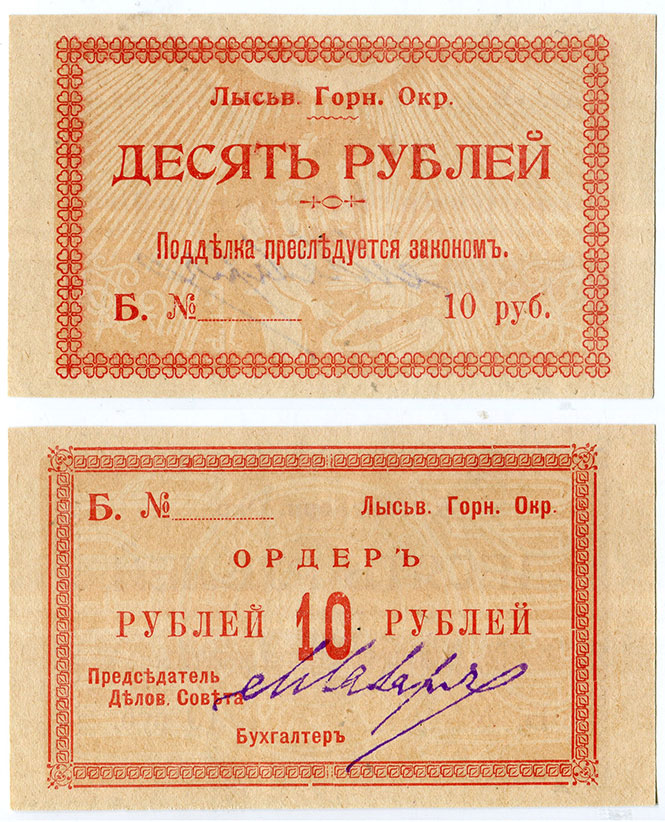 Лысьв. Горн. Окр.
ДЕСЯТЬ РУБЛЕЙ
Поддѣлка преслѣдуется закономъ.
Б. № 10 руб.
Б. № Лысьв. Горн. Окр.
ОРДЕРЪ
РУБЛЕЙ 10 РУБЛЕЙ
Предсѣдатель
Дѣлов. Совѣта
Бухгалтеръ